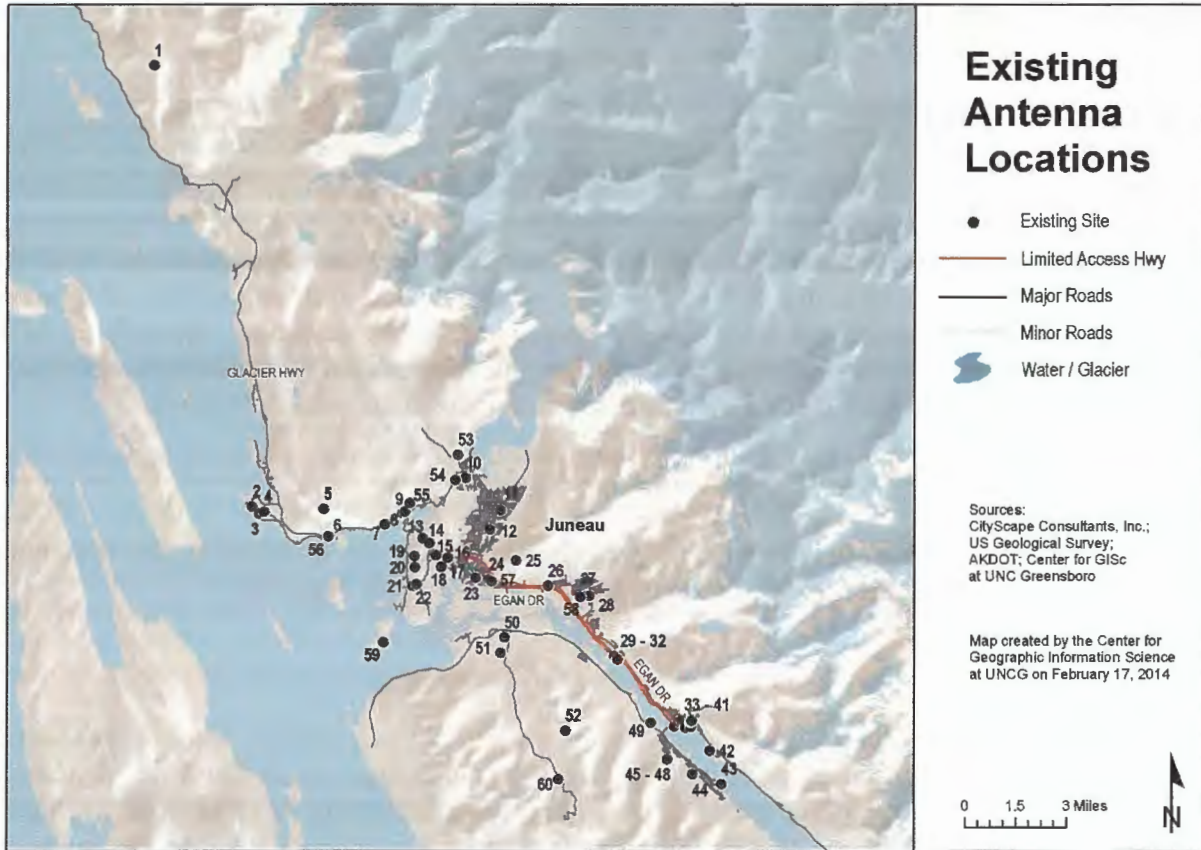 1
Existing
Antenna
Locations
Existing Site
Limited Access Hwy
Major Roads
Minor Roads
Water / Glacier
GLACIER HWY
53
10
54
2 4
5
9 55
11
3
6
7 8
13
12
Juneau
56
14
19
15 16
25
20
18 17
24
26
27
21
22
23
57
58
28
EGAN DR
50
59
51
29 - 32
EGAN DR
33 - 41
52
49
42
60
45 - 48
43
44
Sources:
CityScape Consultants, Inc.;
US Geological Survey;
AKDOT; Center for GISc
at UNC Greensboro
Map created by the Center for
Geographic Information Science
at UNCG on February 17, 2014
0 1.5 3 Miles
N